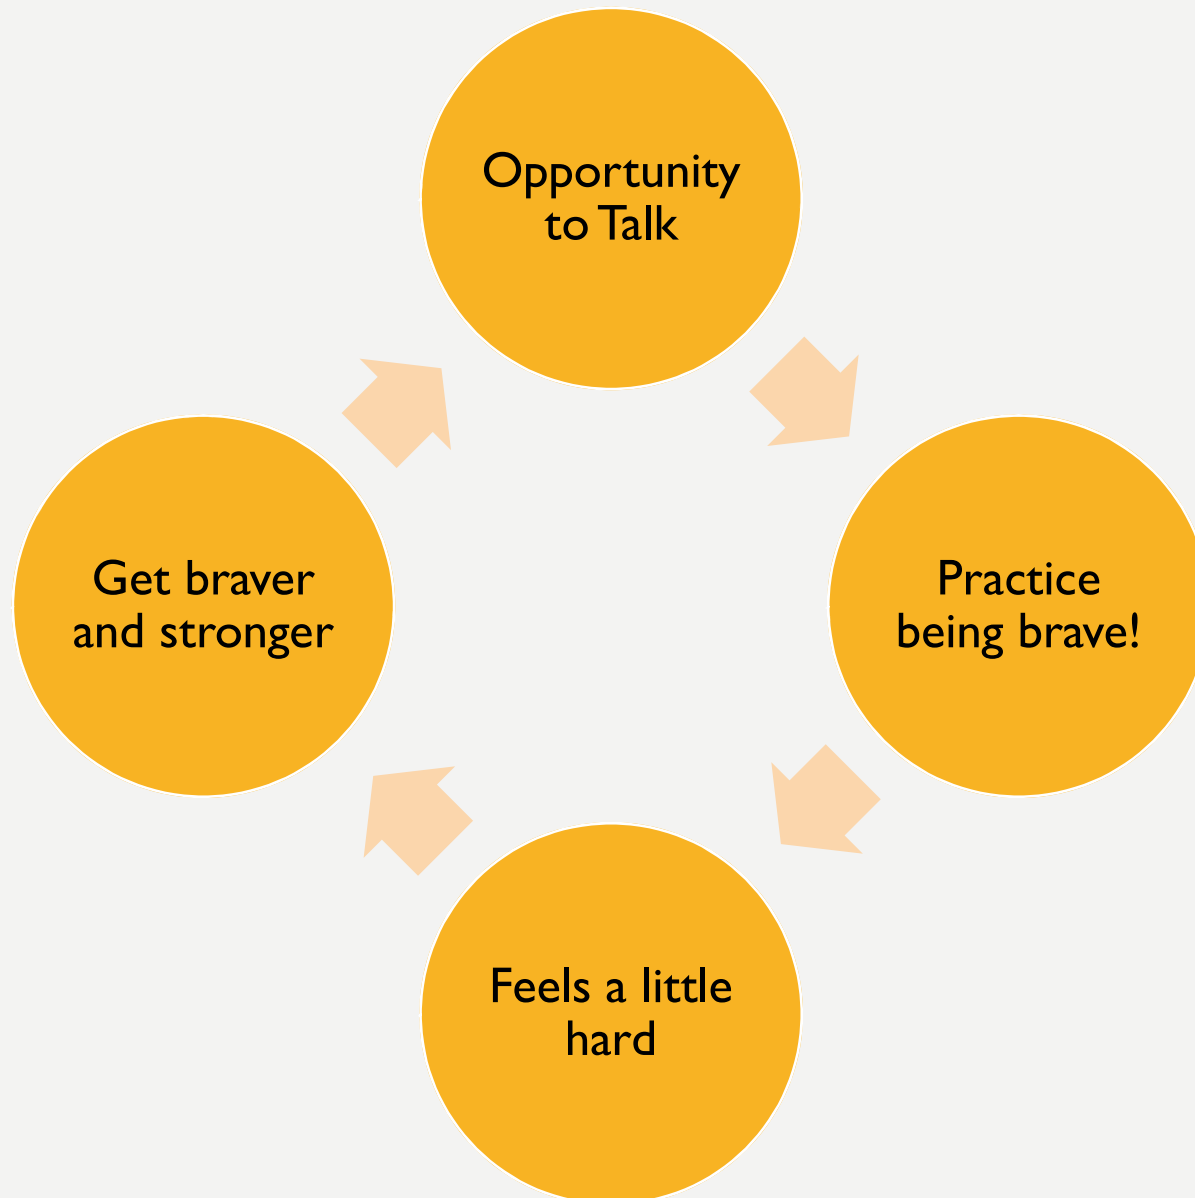 Opportunity
to Talk
Practice
being brave!
Feels a little
hard
Get braver
and stronger